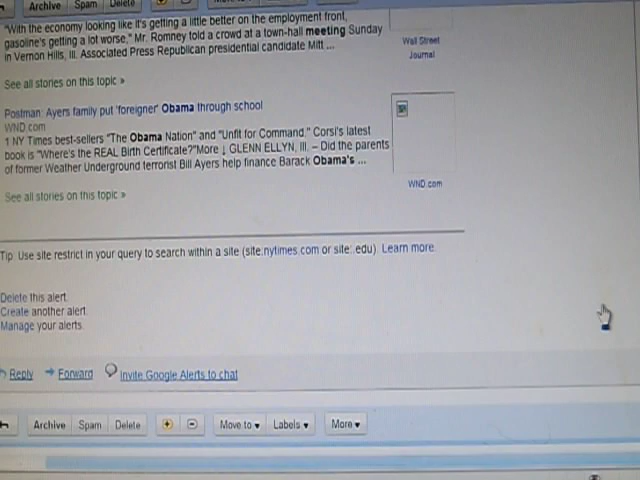 Archive Spam Delete
"With the economy looking like it's getting a little better on the employment front,
gasoline's getting a lot worse," Mr. Romney told a crowd at a town-hall meeting Sunday
in Vernon Hills, Ill. Associated Press Republican presidential candidate Mitt ...
Wall Street
Journal
See all stories on this topic »
Postman: Ayers family put 'foreigner' Obama through school
WND.com
1 NY Times best-sellers "The Obama Nation" and "Unfit for Command." Corsi's latest
book is "Where's the REAL Birth Certificate?"More ↓ GLENN ELLYN, Ill. – Did the parents
of former Weather Underground terrorist Bill Ayers help finance Barack Obama's ...
WND.com
See all stories on this topic »
Tip: Use site restrict in your query to search within a site (site:nytimes.com or site:.edu). Learn more.
Delete this alert.
Create another alert.
Manage your alerts.
Reply Forward Invite Google Alerts to chat
Archive Spam Delete Move to Labels More